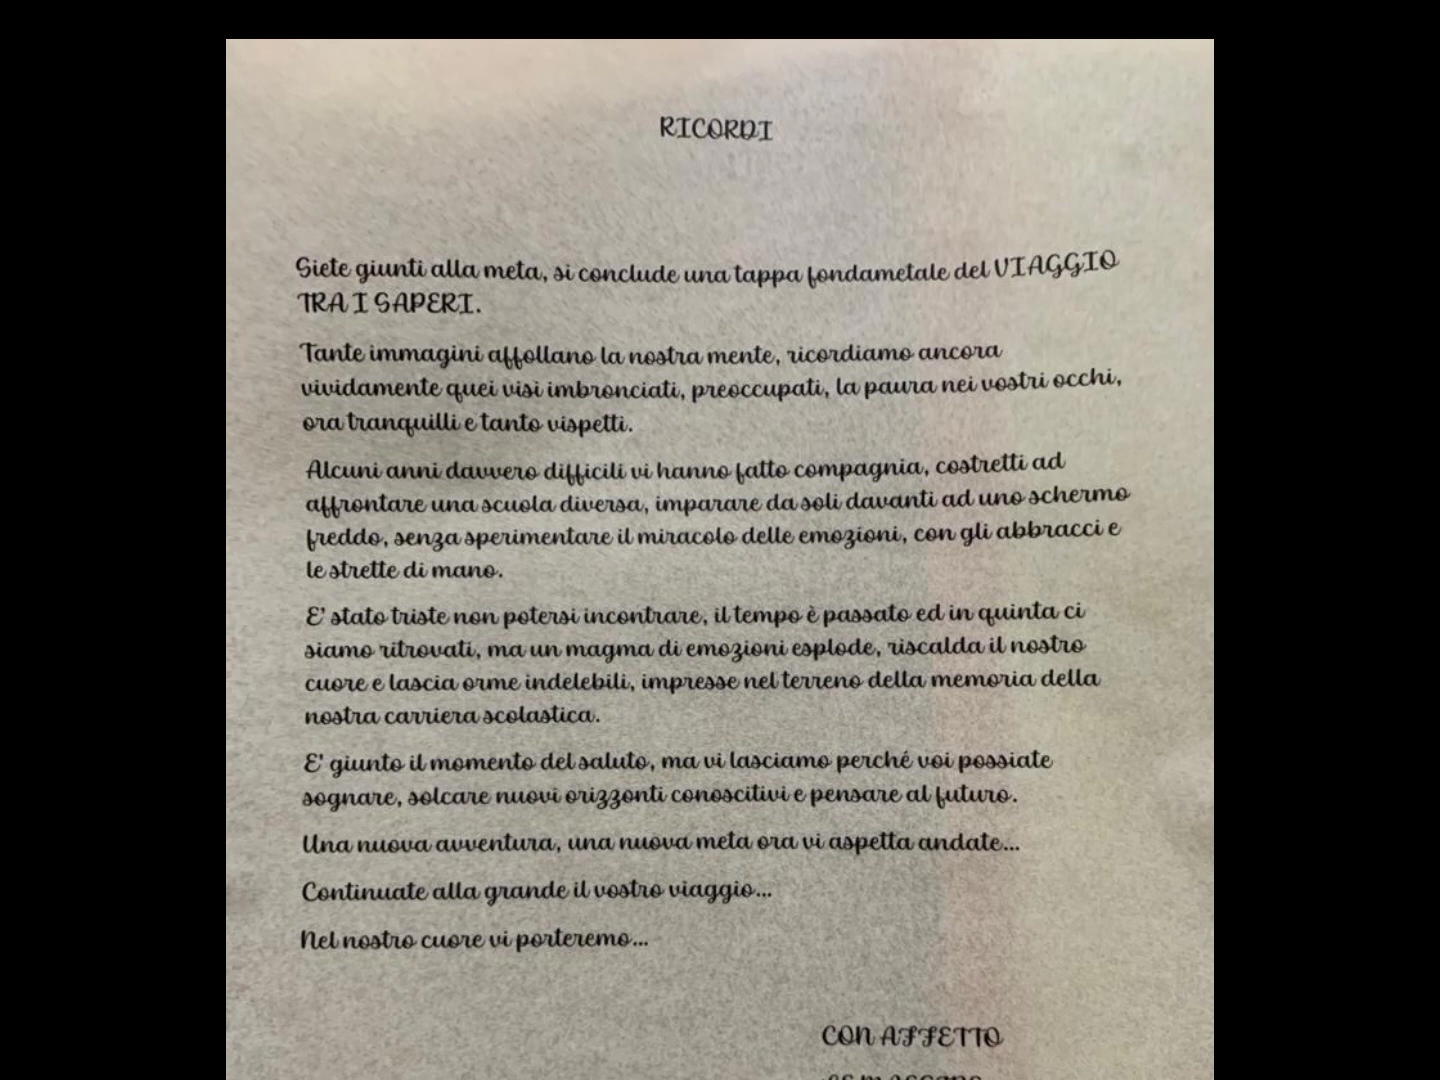 RICORDI
Siete giunti alla meta, si conclude una tappa fondametale del VIAGGIO
TRA I SAPERI.
Tante immagini affollano la nostra mente, ricordiamo ancora
vividamente quei visi imbronciati, preoccupati, la paura nei vostri occhi,
ora tranquilli e tanto vispetti.
Alcuni anni davvero difficili vi hanno fatto compagnia, costretti ad
affrontare una scuola diversa, imparare da soli davanti ad uno schermo
freddo, senza sperimentare il miracolo delle emozioni, con gli abbracci e
le strette di mano.
E' stato triste non potersi incontrare, il tempo è passato ed in quinta ci
siamo ritrovati, ma un magma di emozioni esplode, riscalda il nostro
cuore e lascia orme indelebili, impresse nel terreno della memoria della
nostra carriera scolastica.
E' giunto il momento del saluto, ma vi lasciamo perché voi possiate
sognare, solcare nuovi orizzonti conoscitivi e pensare al futuro.
Una nuova avventura, una nuova meta ora vi aspetta andate...
Continuate alla grande il vostro viaggio...
Nel nostro cuore vi porteremo...
CON AFFETTO